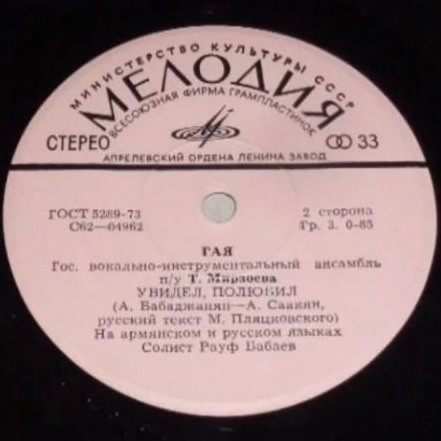 МИНИСТЕРСТВО КУЛЬТУРЫ СССР
МЕЛОДИЯ
ВСЕСОЮЗНАЯ ФИРМА ГРАМПЛАСТИНОК
СТЕРЕО
33
АПРЕЛЕВСКИЙ ОРДЕНА ЛЕНИНА ЗАВОД
ГОСТ 5289-73
2 сторона
С62—04962
Гр. 3. 0-85
ГАЯ
Гос. вокально-инструментальный ансамбль
п/у Т. Мирзоева
УВИДЕЛ, ПОЛЮБИЛ
(А. Бабаджанян—А. Саакян,
русский текст М. Пляцковского)
На армянском и русском языках
Солист Рауф Бабаев